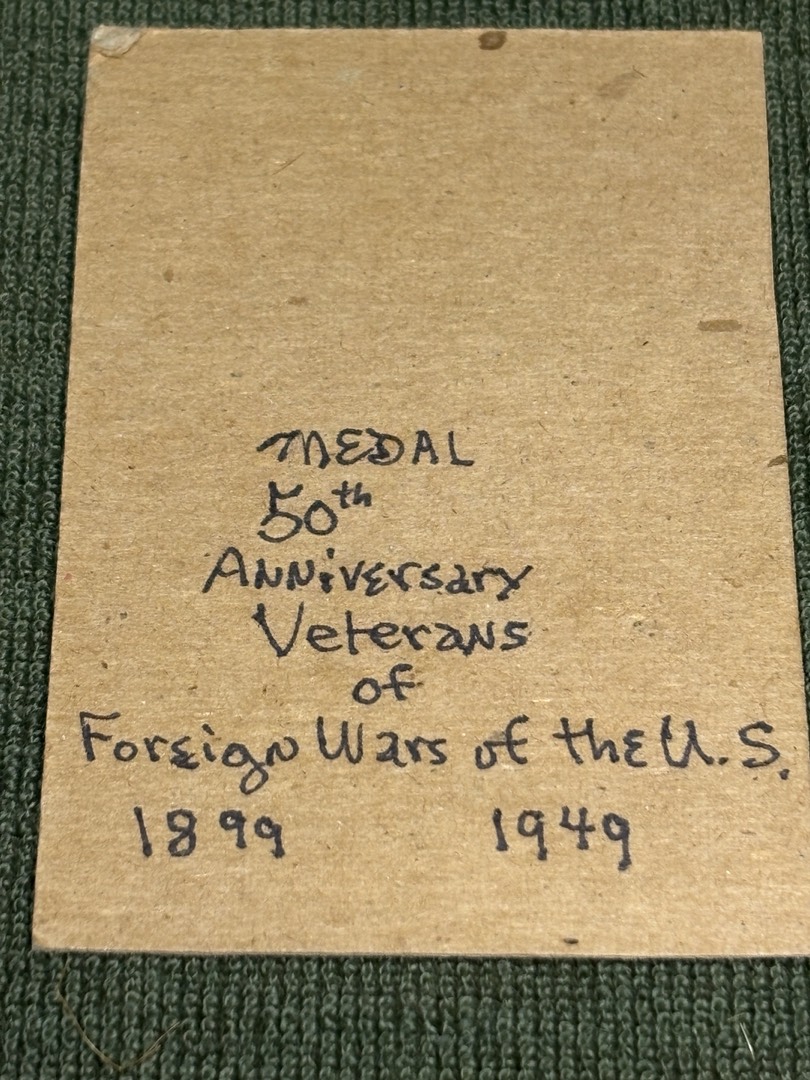 MEDAL
50th
Anniversary
Veterans
of
Foreign Wars of the U.S.
1899 1949